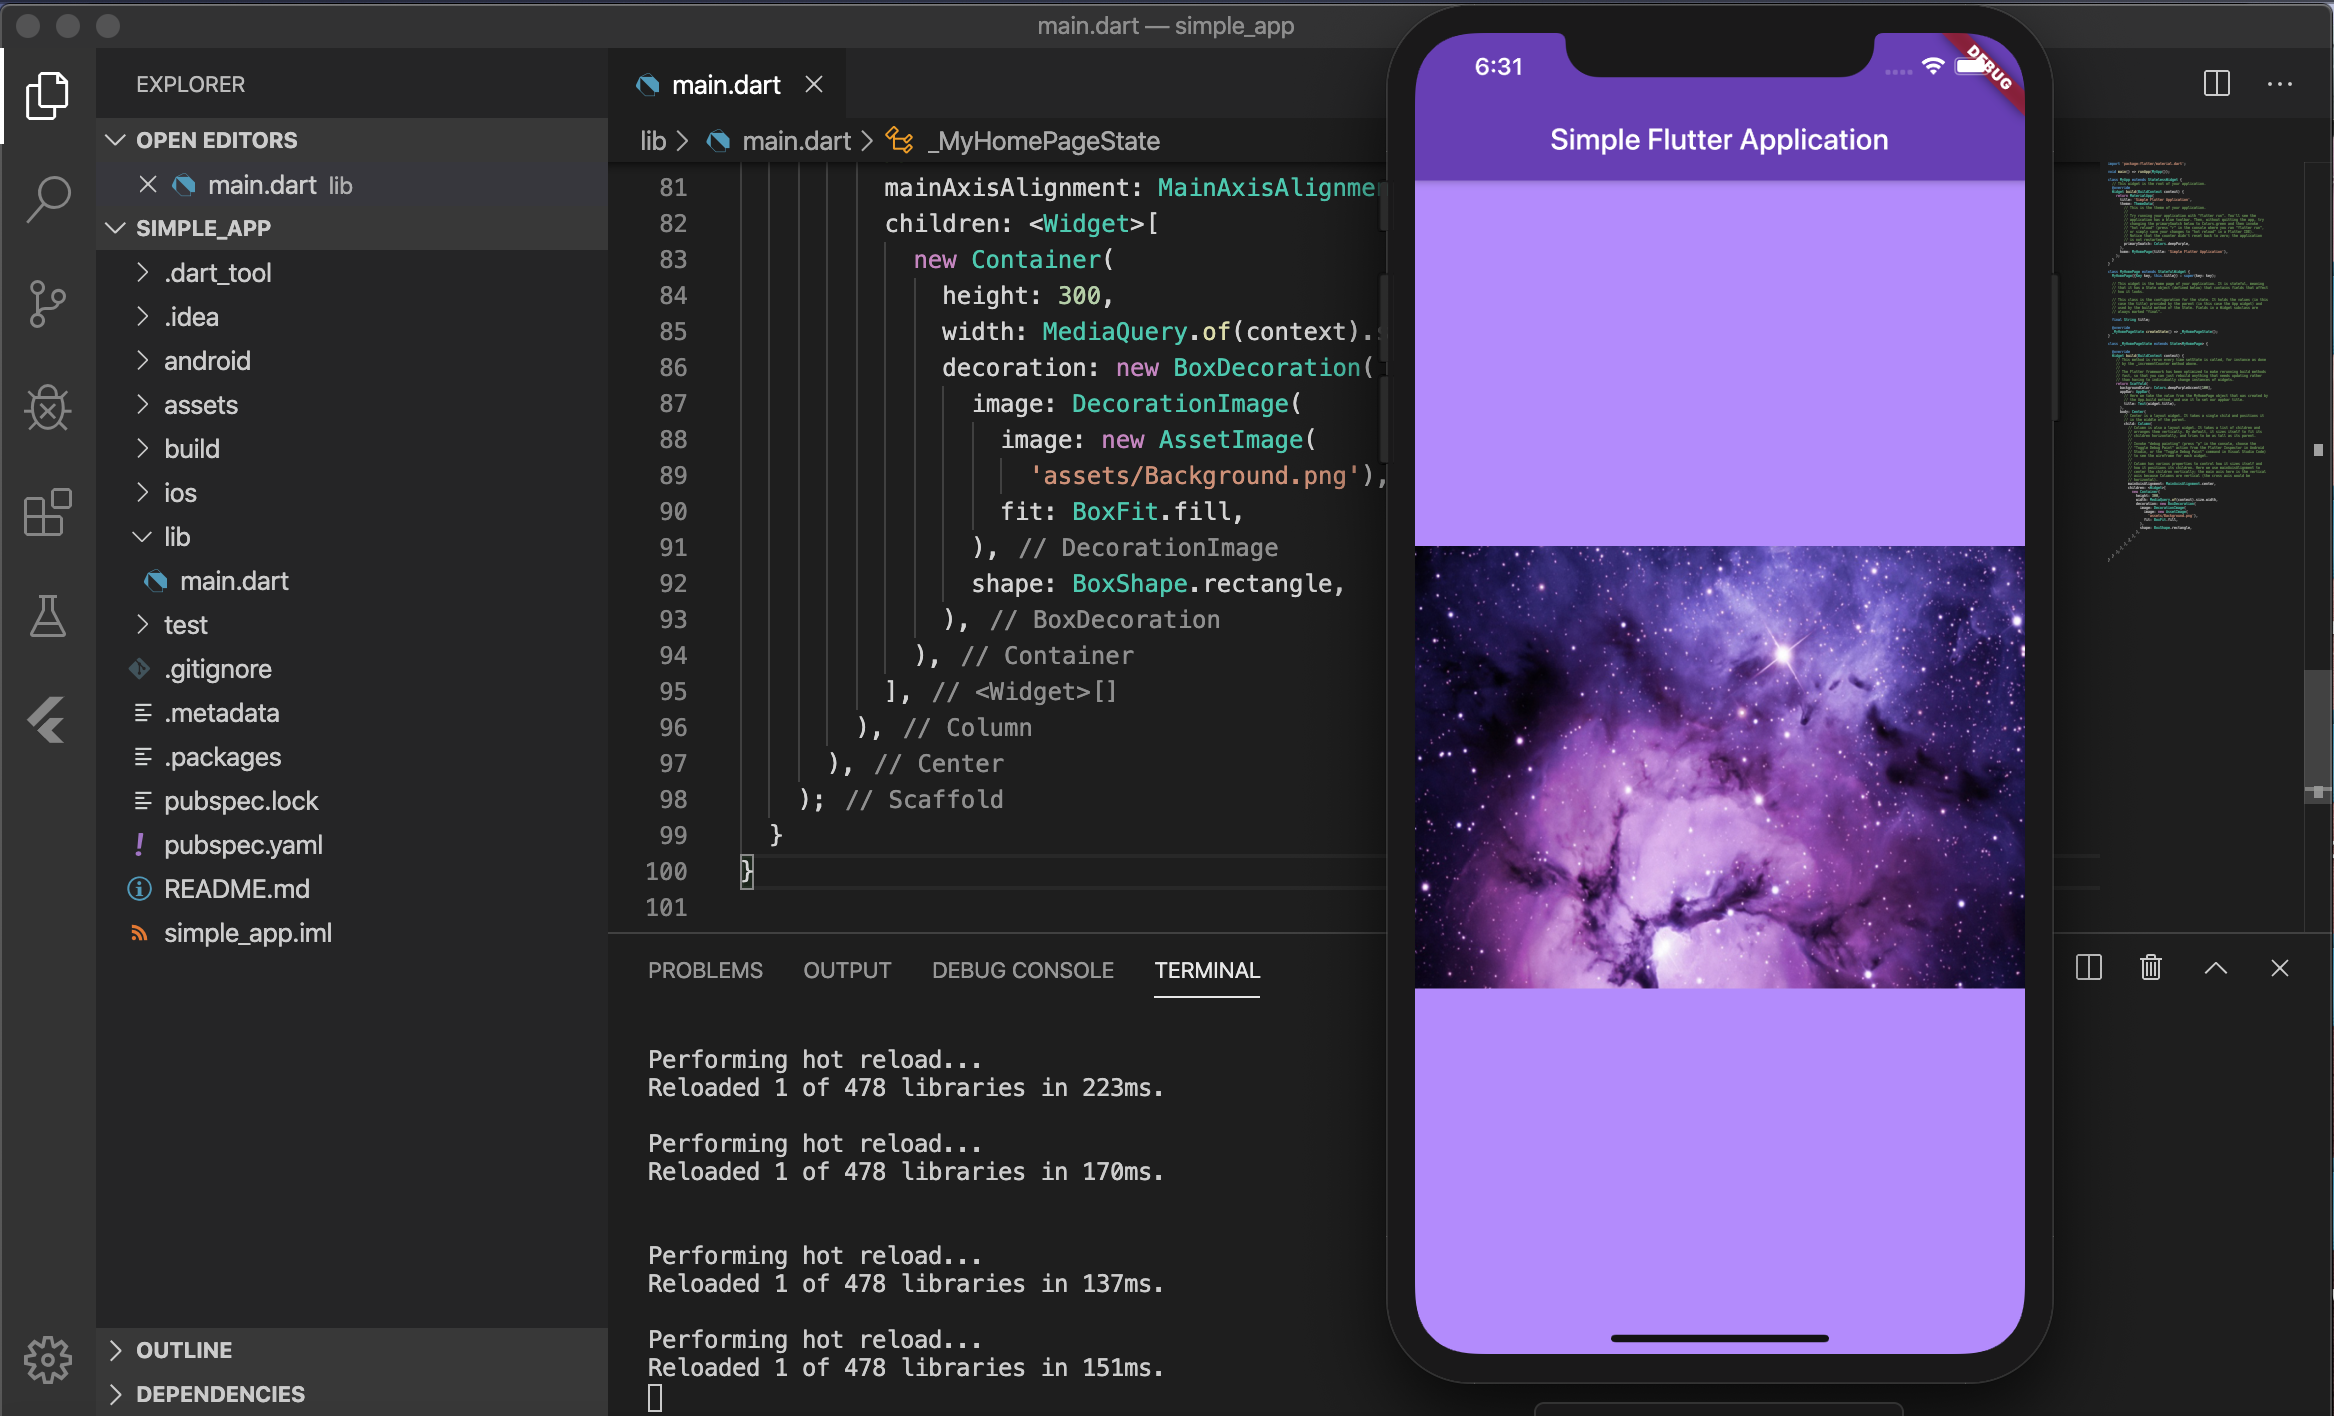 main.dart — simple_app
EXPLORER
OPEN EDITORS
main.dart lib
SIMPLE_APP
.dart_tool
.idea
android
assets
build
ios
lib
main.dart
test
.gitignore
.metadata
.packages
pubspec.lock
pubspec.yaml
README.md
simple_app.iml
OUTLINE
DEPENDENCIES
main.dart
lib > main.dart > _MyHomePageState
81 mainAxisAlignment: MainAxisAlignme
82 children: <Widget>[
83 new Container(
84 height: 300,
85 width: MediaQuery.of(context).
86 decoration: new BoxDecoration(
87 image: DecorationImage(
88 image: new AssetImage(
89 'assets/Background.png'),
90 fit: BoxFit.fill,
91 ), // DecorationImage
92 shape: BoxShape.rectangle,
93 ), // BoxDecoration
94 ), // Container
95 ], // <Widget>[]
96 ), // Column
97 ), // Center
98 ); // Scaffold
99 }
100 }
101
PROBLEMS OUTPUT DEBUG CONSOLE TERMINAL
Performing hot reload...
Reloaded 1 of 478 libraries in 223ms.
Performing hot reload...
Reloaded 1 of 478 libraries in 170ms.
Performing hot reload...
Reloaded 1 of 478 libraries in 137ms.
Performing hot reload...
Reloaded 1 of 478 libraries in 151ms.
6:31
DEBUG
Simple Flutter Application